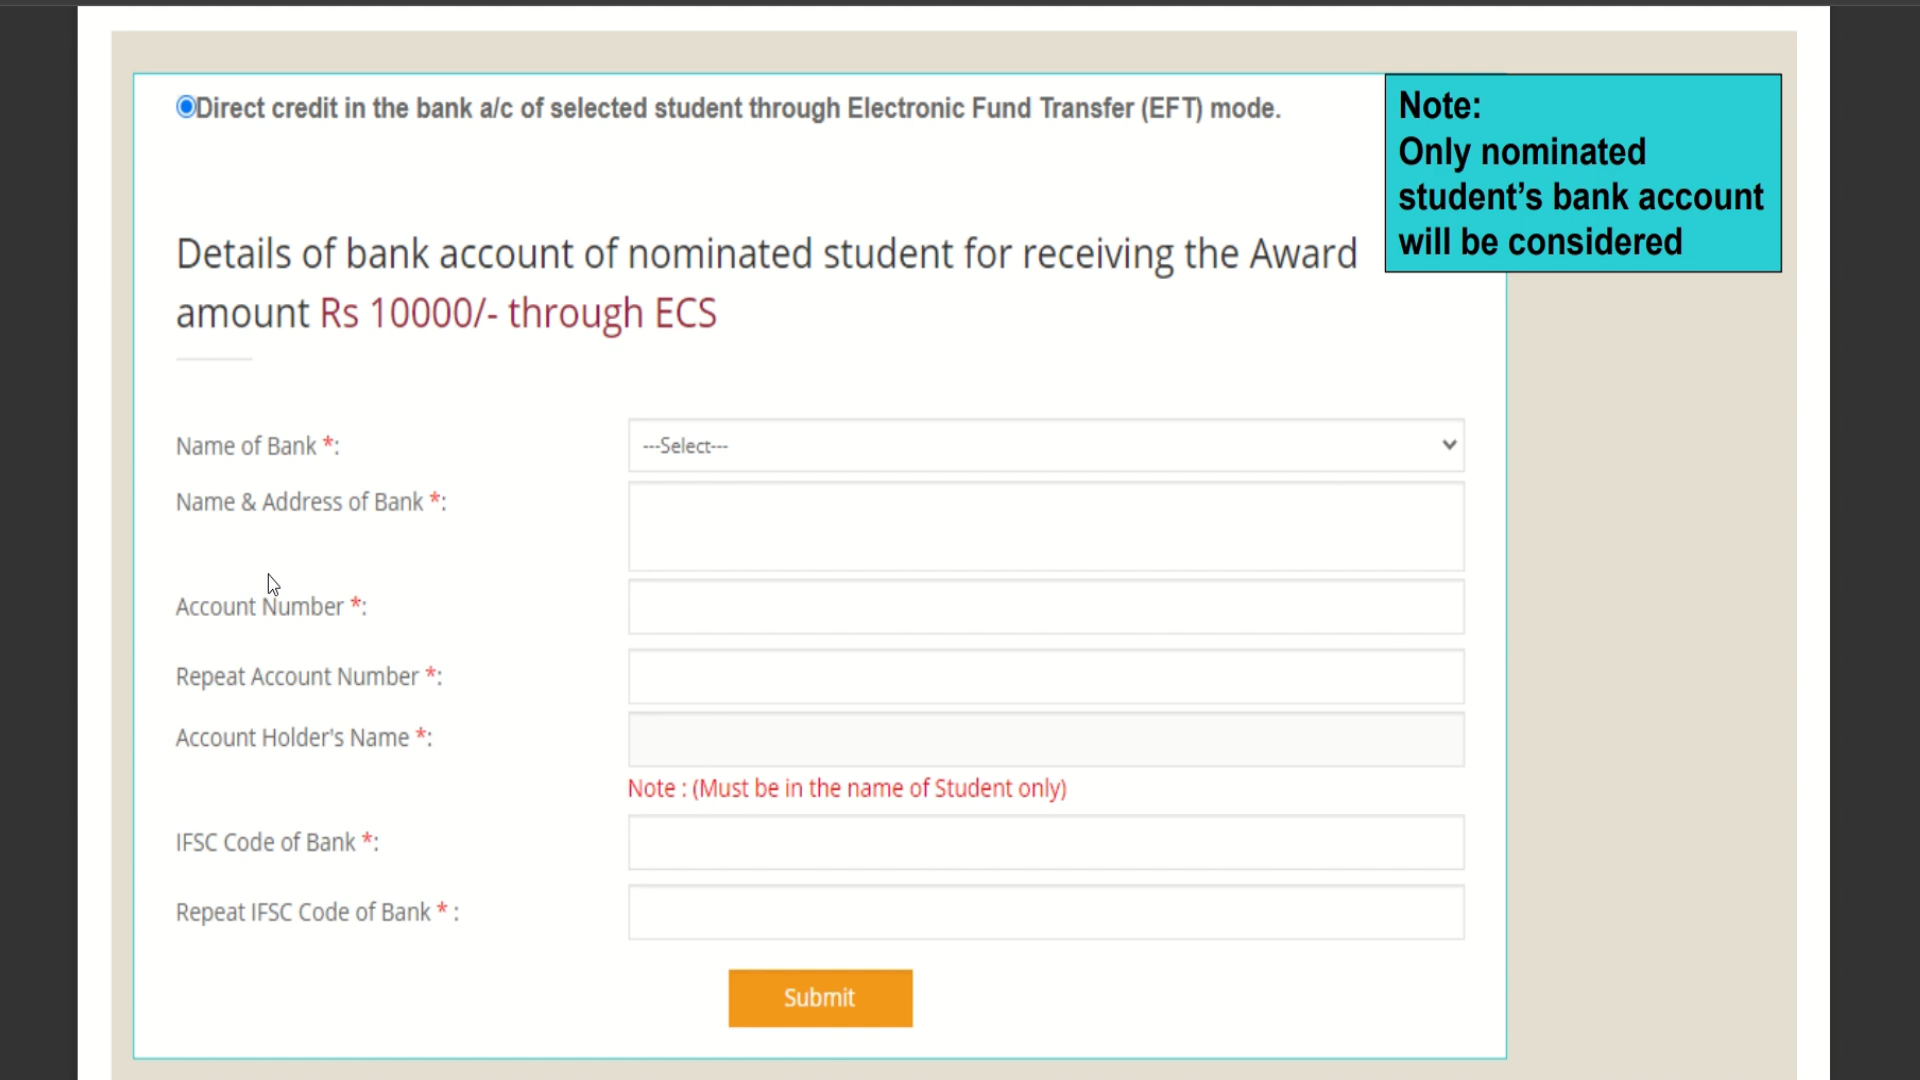 Direct credit in the bank a/c of selected student through Electronic Fund Transfer (EFT) mode.
Note:
Only nominated
student’s bank account
will be considered
Details of bank account of nominated student for receiving the Award
amount Rs 10000/- through ECS
Name of Bank *:
---Select---
Name & Address of Bank *:
Account Number *:
Repeat Account Number *:
Account Holder's Name *:
Note : (Must be in the name of Student only)
IFSC Code of Bank *:
Repeat IFSC Code of Bank * :
Submit